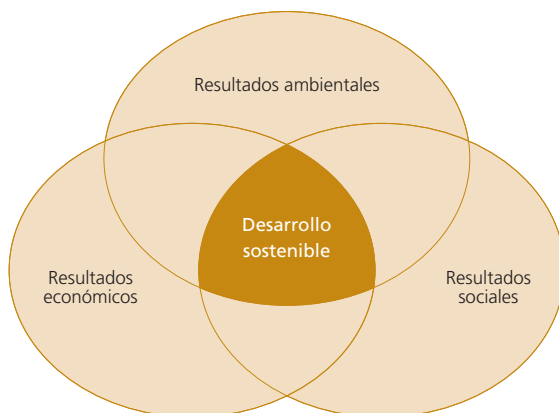 Resultados ambientales
Desarrollo
sostenible
Resultados
económicos
Resultados
sociales